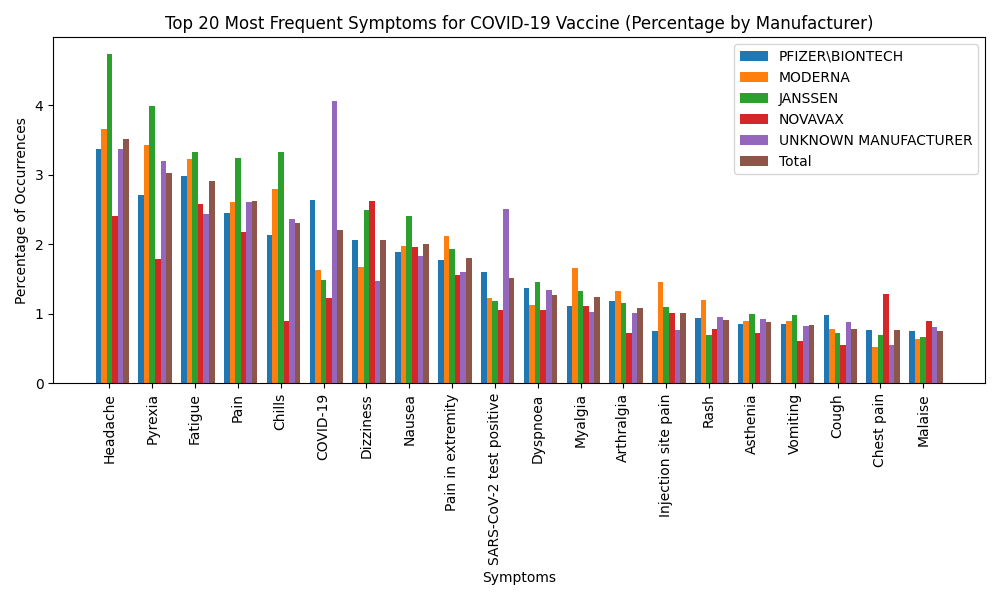 Top 20 Most Frequent Symptoms for COVID-19 Vaccine (Percentage by Manufacturer)
PFIZER\BIONTECH
MODERNA
JANSSEN
NOVAVAX
UNKNOWN MANUFACTURER
Total
Percentage of Occurrences
4
3
2
1
0
Headache
Pyrexia
Fatigue
Pain
Chills
COVID-19
Dizziness
Nausea
Pain in extremity
SARS-CoV-2 test positive
Dyspnoea
Myalgia
Arthralgia
Injection site pain
Rash
Asthenia
Vomiting
Cough
Chest pain
Malaise
Symptoms